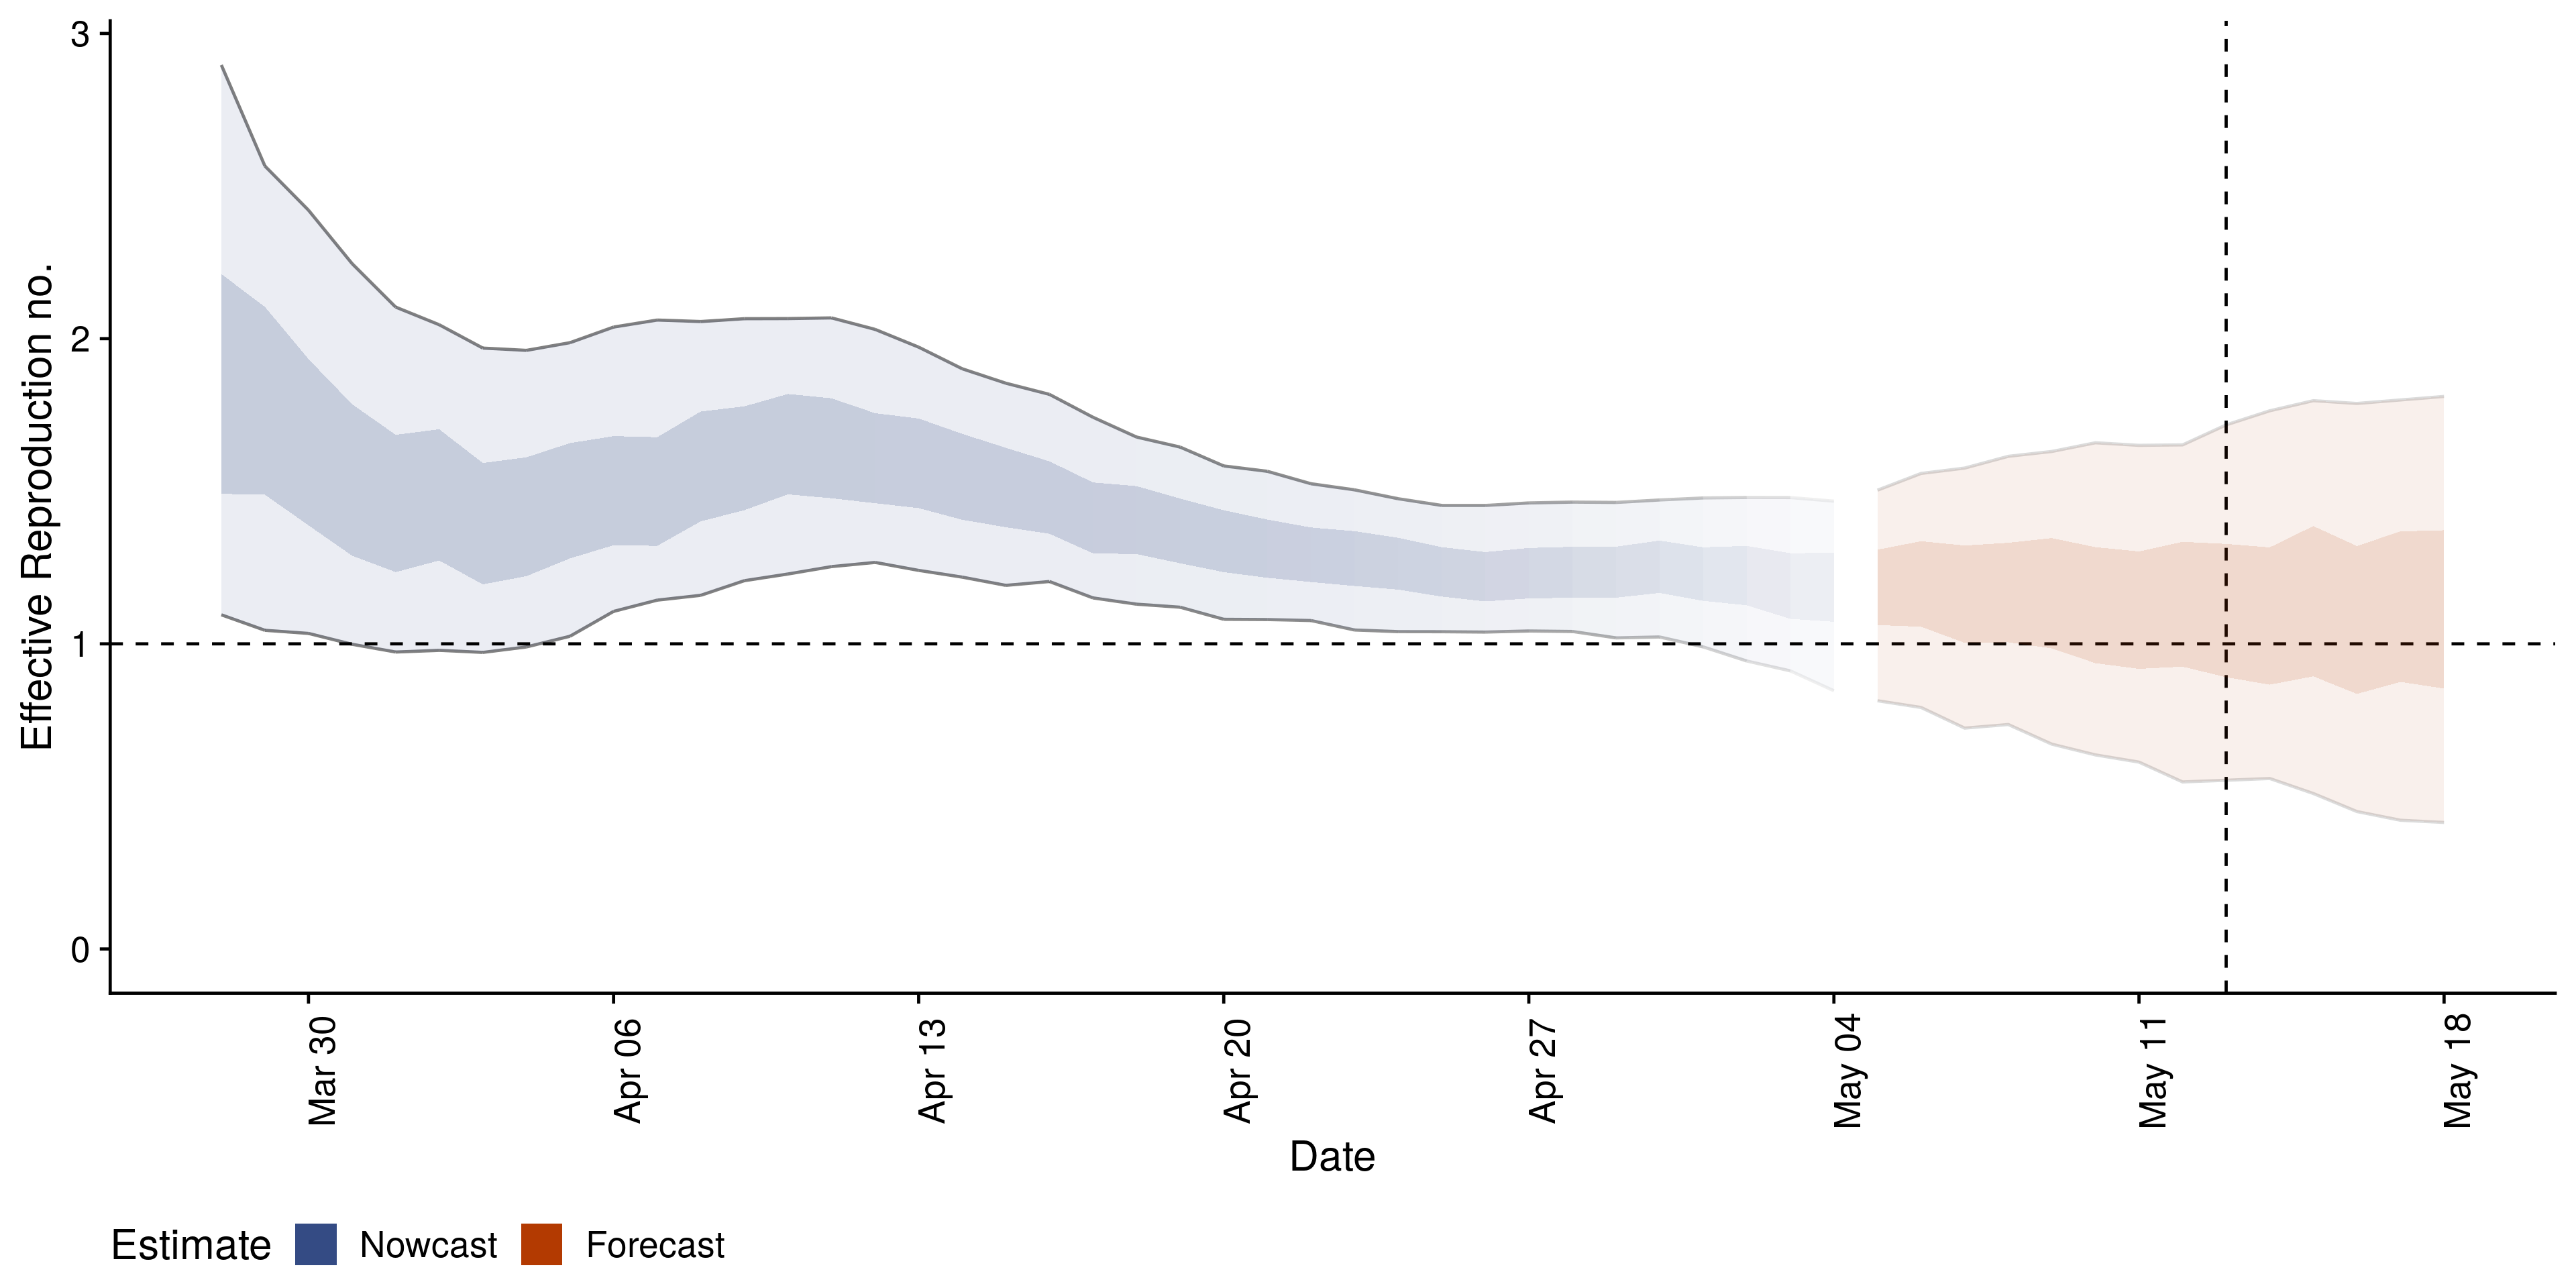 Effective Reproduction no.
3
2
1
0
Mar 30
Apr 06
Apr 13
Apr 20
Apr 27
May 04
May 11
May 18
Date
Estimate Nowcast Forecast